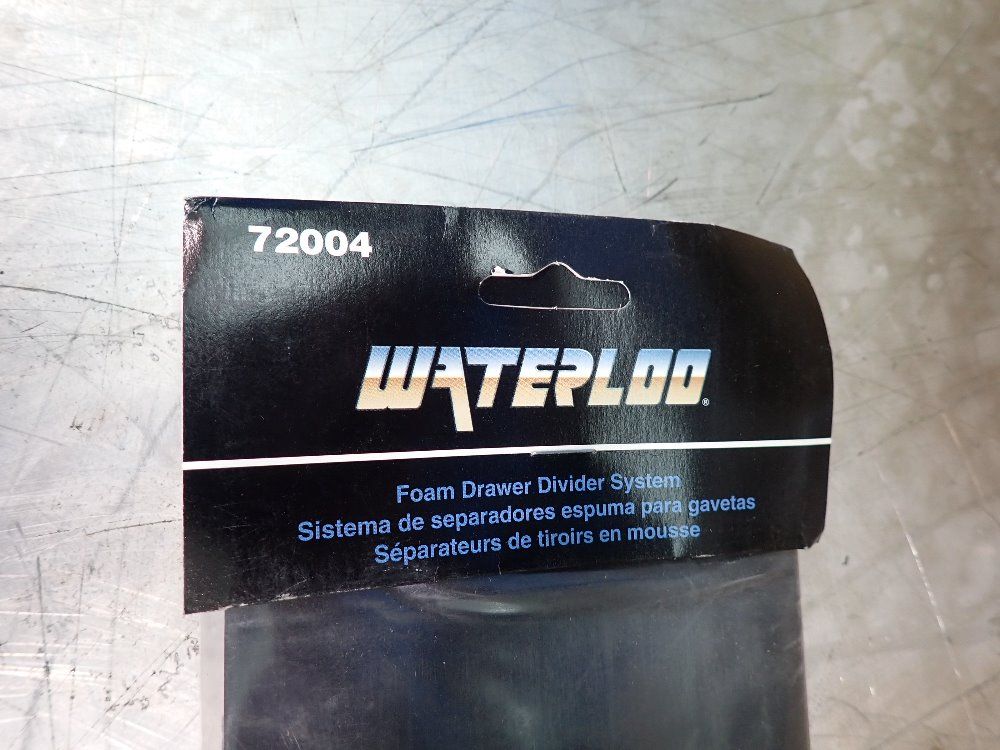 72004
WATERLOO®
Foam Drawer Divider System
Sistema de separadores espuma para gavetas
Séparateurs de tiroirs en mousse